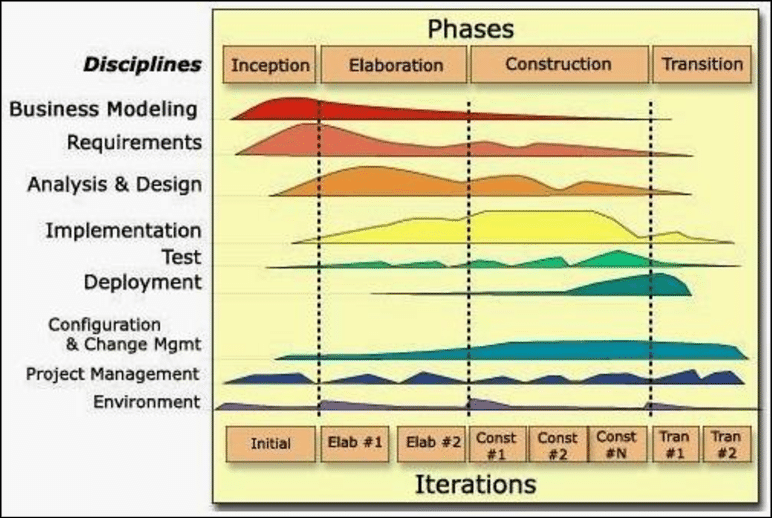 Phases
Disciplines
Inception
Elaboration
Construction
Transition
Business Modeling
Requirements
Analysis & Design
Implementation
Test
Deployment
Configuration
& Change Mgmt
Project Management
Environment
Initial
Elab #1
Elab #2
Const
#1
Const
#2
Const
#N
Tran
#1
Tran
#2
Iterations